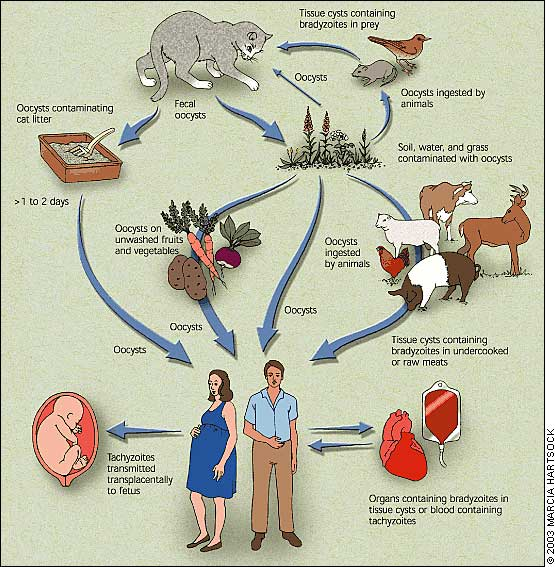 Tissue cysts containing
bradyzoites in prey
Oocysts
Oocysts ingested by
animals
Oocysts contaminating
cat litter
Fecal
oocysts
Soil, water, and grass
contaminated with oocysts
>1 to 2 days
Oocysts on
unwashed fruits
and vegetables
Oocysts
ingested
by animals
Oocysts
Oocysts
Oocysts
Tissue cysts containing
bradyzoites in undercooked
or raw meats
Tachyzoites
transmitted
transplacentally
to fetus
Organs containing bradyzoites in
tissue cysts or blood containing
tachyzoites
© 2003 MARCIA HARTSOCK